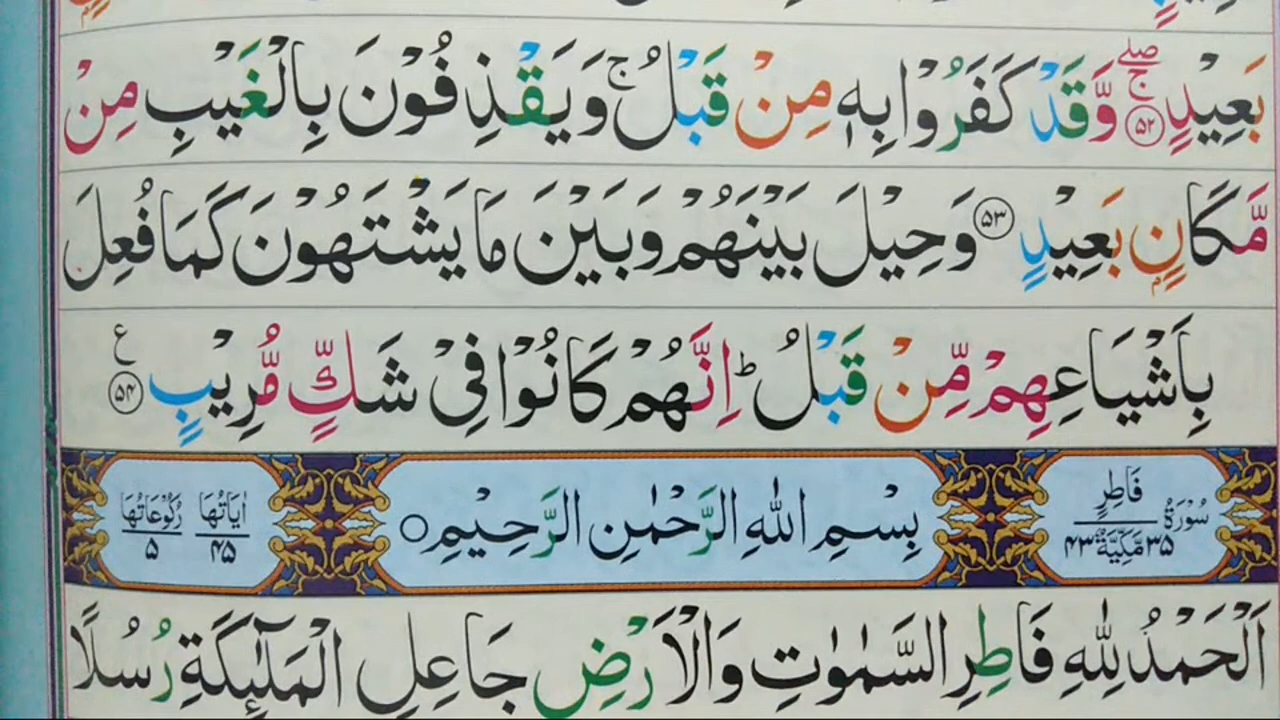 بَعِيْدٍ ۝۵۲ۚۖ وَّقَدْ كَفَرُوْا بِهٖ مِنْ قَبْلُ ۚ وَيَقْذِفُوْنَ بِالْغَيْبِ مِنْ
مَّكَانٍۭ بَعِيْدٍ ۝۵۳ وَحِيْلَ بَيْنَهُمْ وَبَيْنَ مَا يَشْتَهُوْنَ كَمَا فُعِلَ
بِاَشْيَاعِهِمْ مِّنْ قَبْلُ ؕ اِنَّهُمْ كَانُوْا فِيْ شَكٍّ مُّرِيْبٍ ۝۵۴ ع
سُوْرَةُ فَاطِرٍ ۳۵ مَكِّيَّةٌ ۴۳
بِسْمِ اللّٰهِ الرَّحْمٰنِ الرَّحِيْمِ ○
اٰيَاتُهَا ۴۵ رُكُوْعَاتُهَا ۵
اَلْحَمْدُ لِلّٰهِ فَاطِرِ السَّمٰوٰتِ وَالْاَرْضِ جَاعِلِ الْمَلٰٓئِكَةِ رُسُلًا